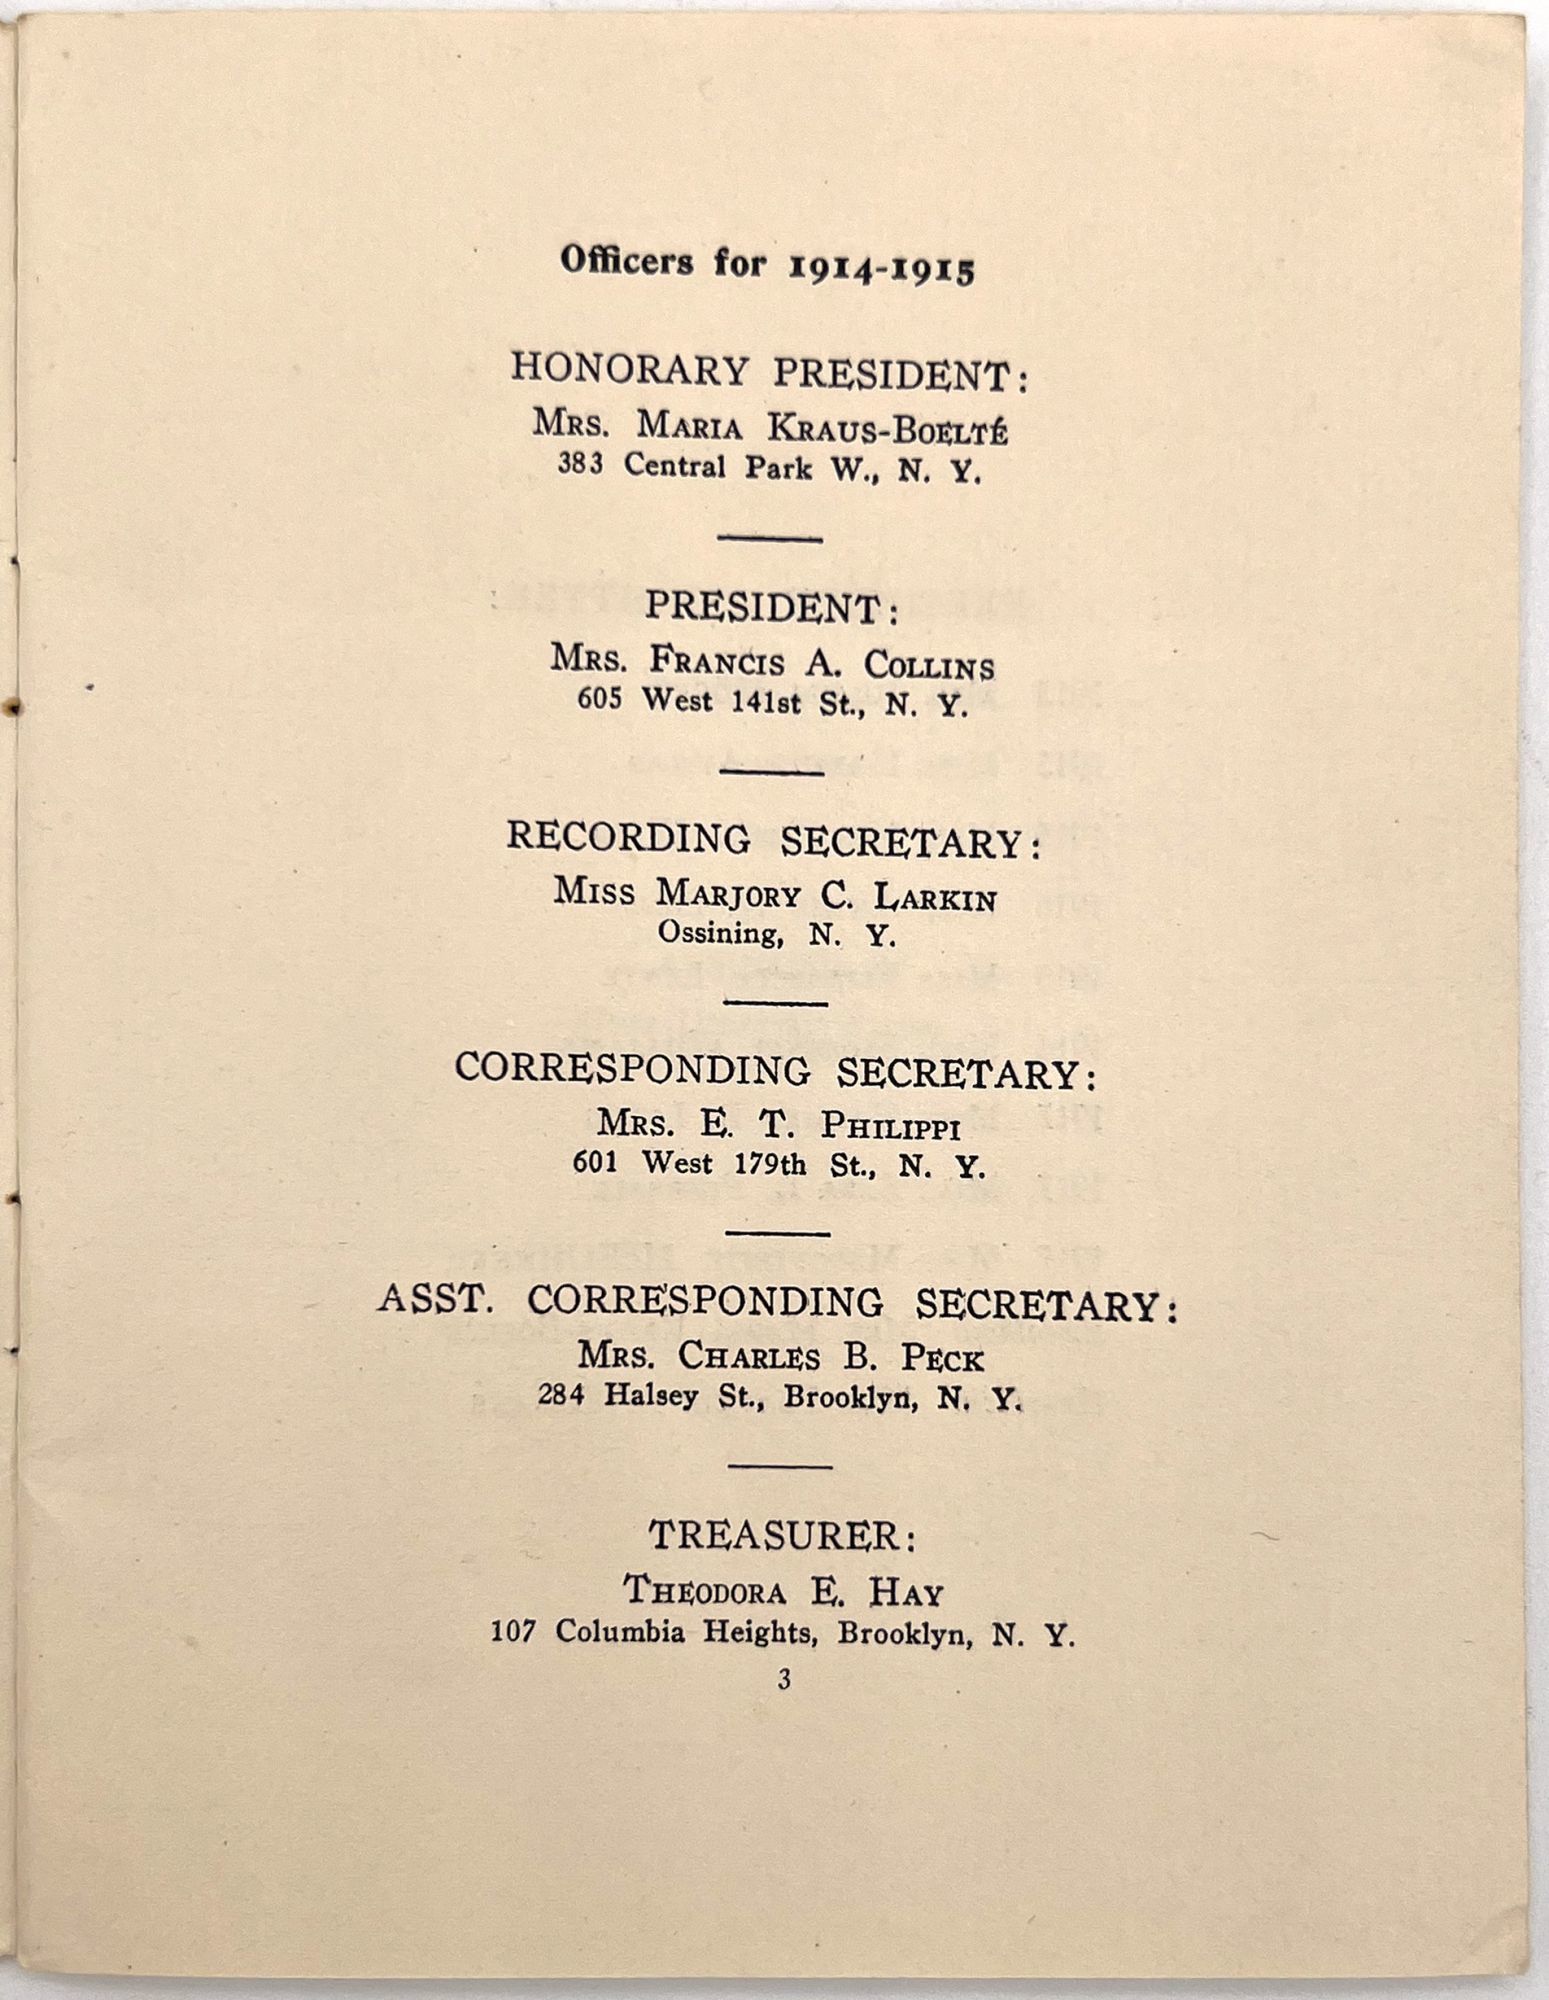 Officers for 1914-1915
HONORARY PRESIDENT:
MRS. MARIA KRAUS-BOELTÉ
383 Central Park W., N. Y.
PRESIDENT:
MRS. FRANCIS A. COLLINS
605 West 141st St., N. Y.
RECORDING SECRETARY:
MISS MARJORY C. LARKIN
Ossining, N. Y.
CORRESPONDING SECRETARY:
MRS. E. T. PHILIPPI
601 West 179th St., N. Y.
ASST. CORRESPONDING SECRETARY:
MRS. CHARLES B. PECK
284 Halsey St., Brooklyn, N. Y.
TREASURER:
THEODORA E. HAY
107 Columbia Heights, Brooklyn, N. Y.
3